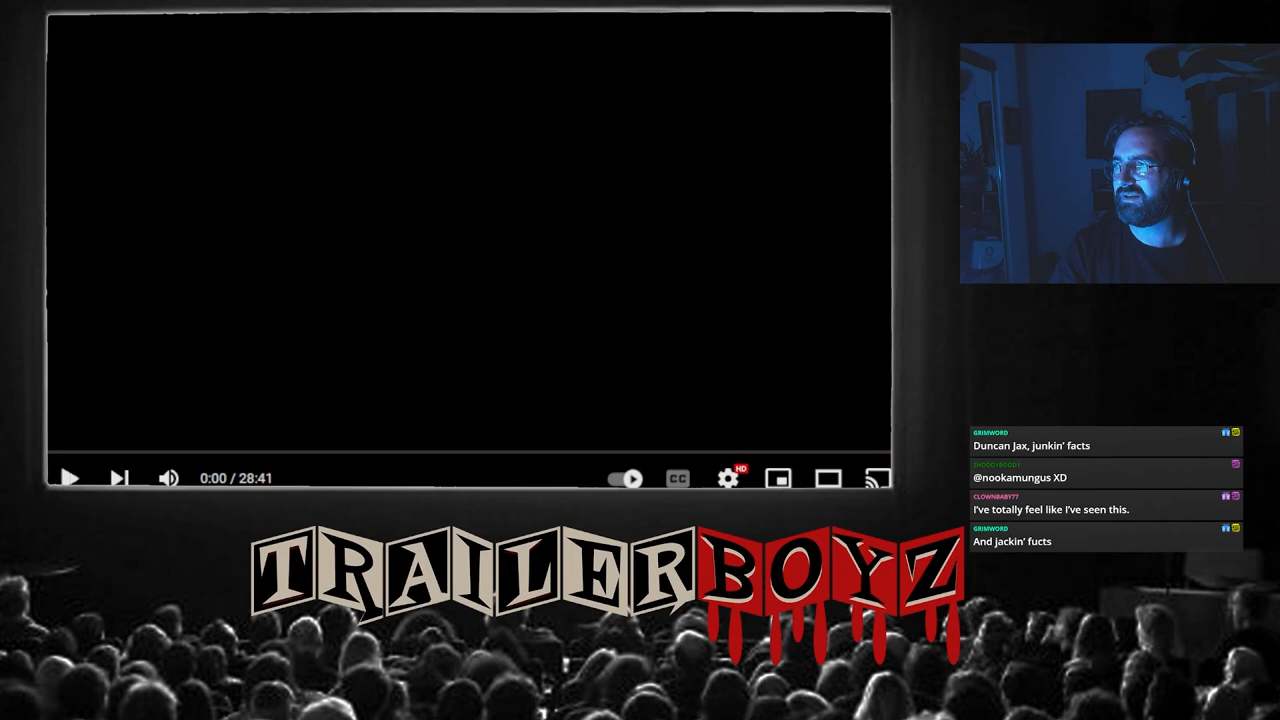 0:00 / 28:41
CC
HD
GRIMWORD
Duncan Jax, junkin' facts
@nookamungus XD
CLOWNBABY77
I've totally feel like I've seen this.
GRIMWORD
And jackin' fucts
TRAILERBOYZ